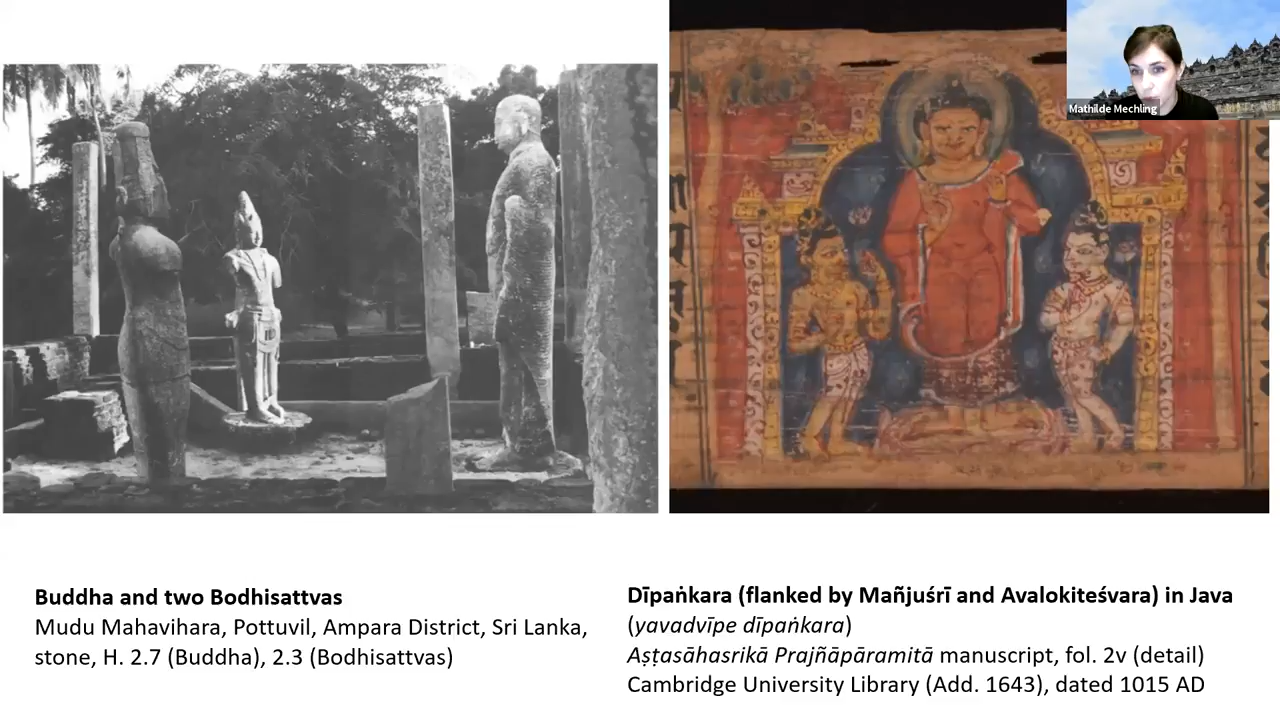 Mathilde Mechling
Buddha and two Bodhisattvas
Mudu Mahavihara, Pottuvil, Ampara District, Sri Lanka,
stone, H. 2.7 (Buddha), 2.3 (Bodhisattvas)
Dīpaṅkara (flanked by Mañjuśrī and Avalokiteśvara) in Java
(yavadvīpe dīpaṅkara)
Aṣṭasāhasrikā Prajñāpāramitā manuscript, fol. 2v (detail)
Cambridge University Library (Add. 1643), dated 1015 AD